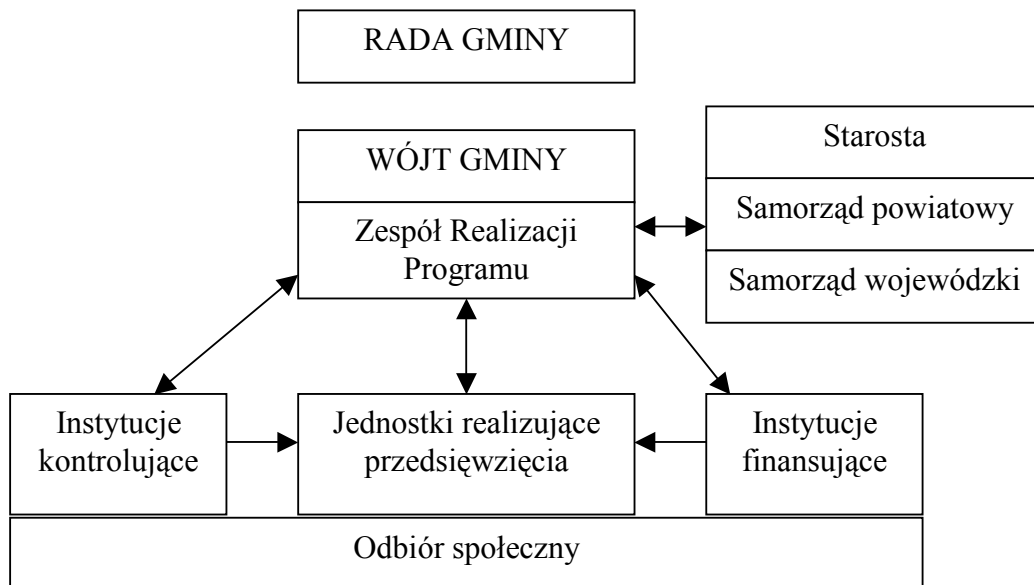 RADA GMINY
WÓJT GMINY
Zespół Realizacji
Programu
Starosta
Samorząd powiatowy
Samorząd wojewódzki
Instytucje
kontrolujące
Jednostki realizujące
przedsięwzięcia
Instytucje
finansujące
Odbiór społeczny